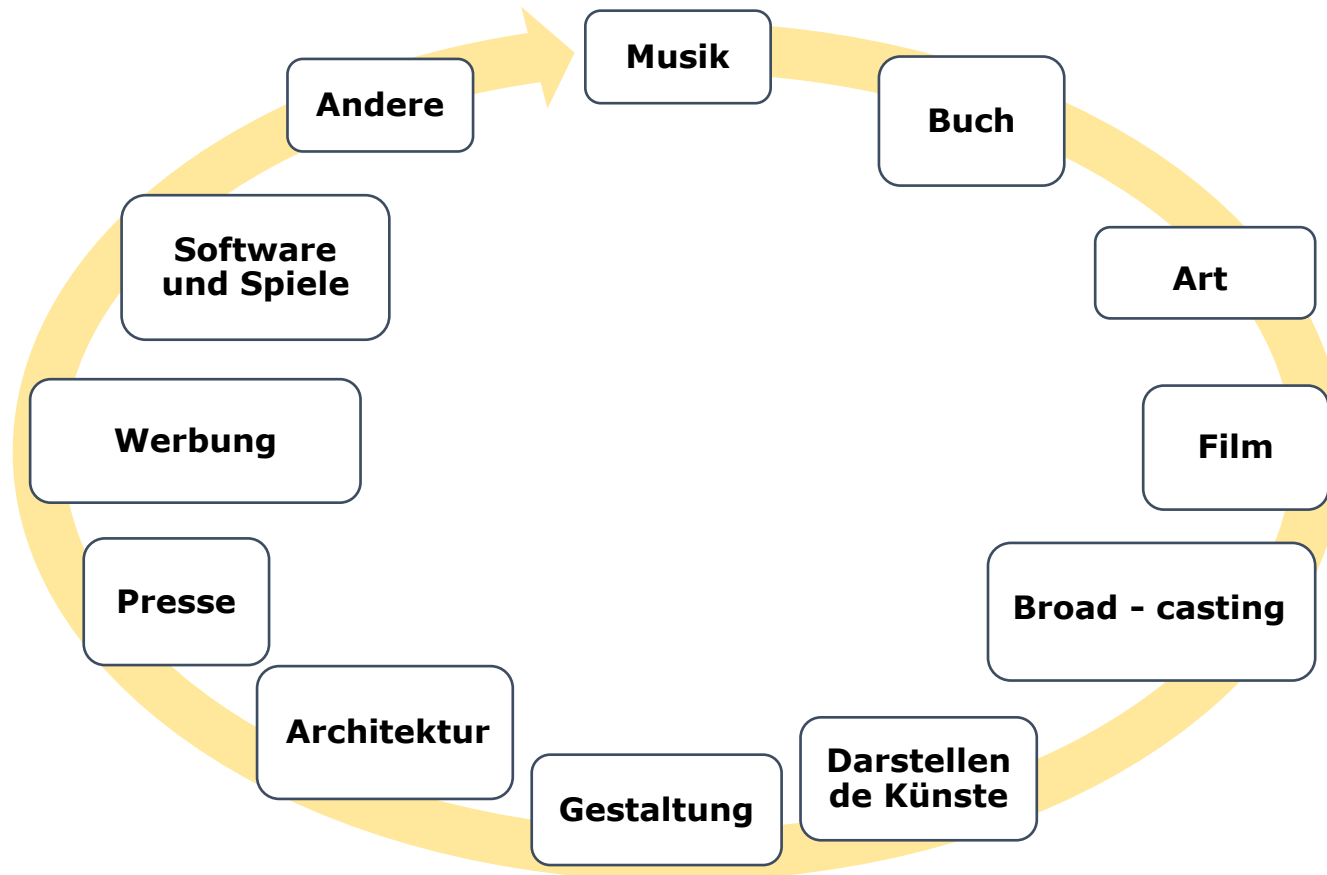 Musik
Buch
Art
Film
Broad - casting
Darstellen
de Künste
Gestaltung
Architektur
Presse
Werbung
Software
und Spiele
Andere